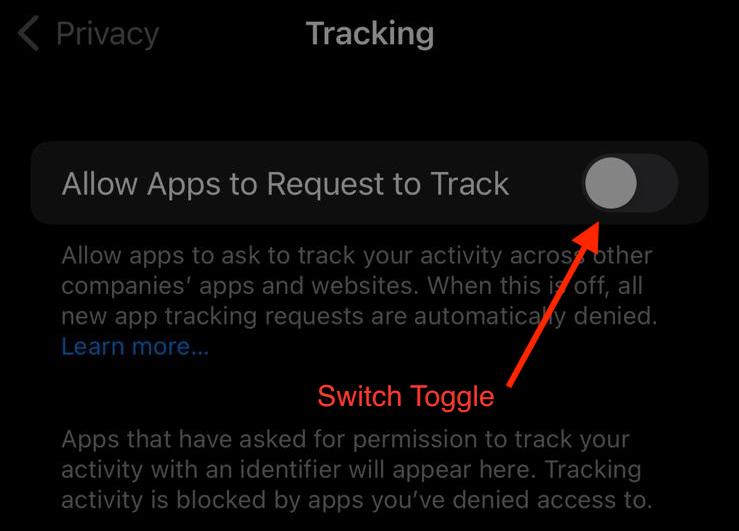 Privacy
Tracking
Allow Apps to Request to Track
Allow apps to ask to track your activity across other
companies’ apps and websites. When this is off, all
new app tracking requests are automatically denied.
Learn more...
Switch Toggle
Apps that have asked for permission to track your
activity with an identifier will appear here. Tracking
activity is blocked by apps you’ve denied access to.